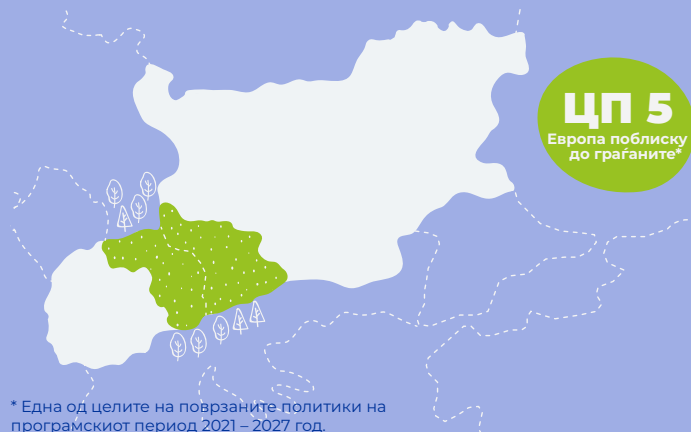 ЦП 5
Европа поблиску
до граѓаните*
* Една од целите на поврзаните политики на
програмскиот период 2021 – 2027 год.